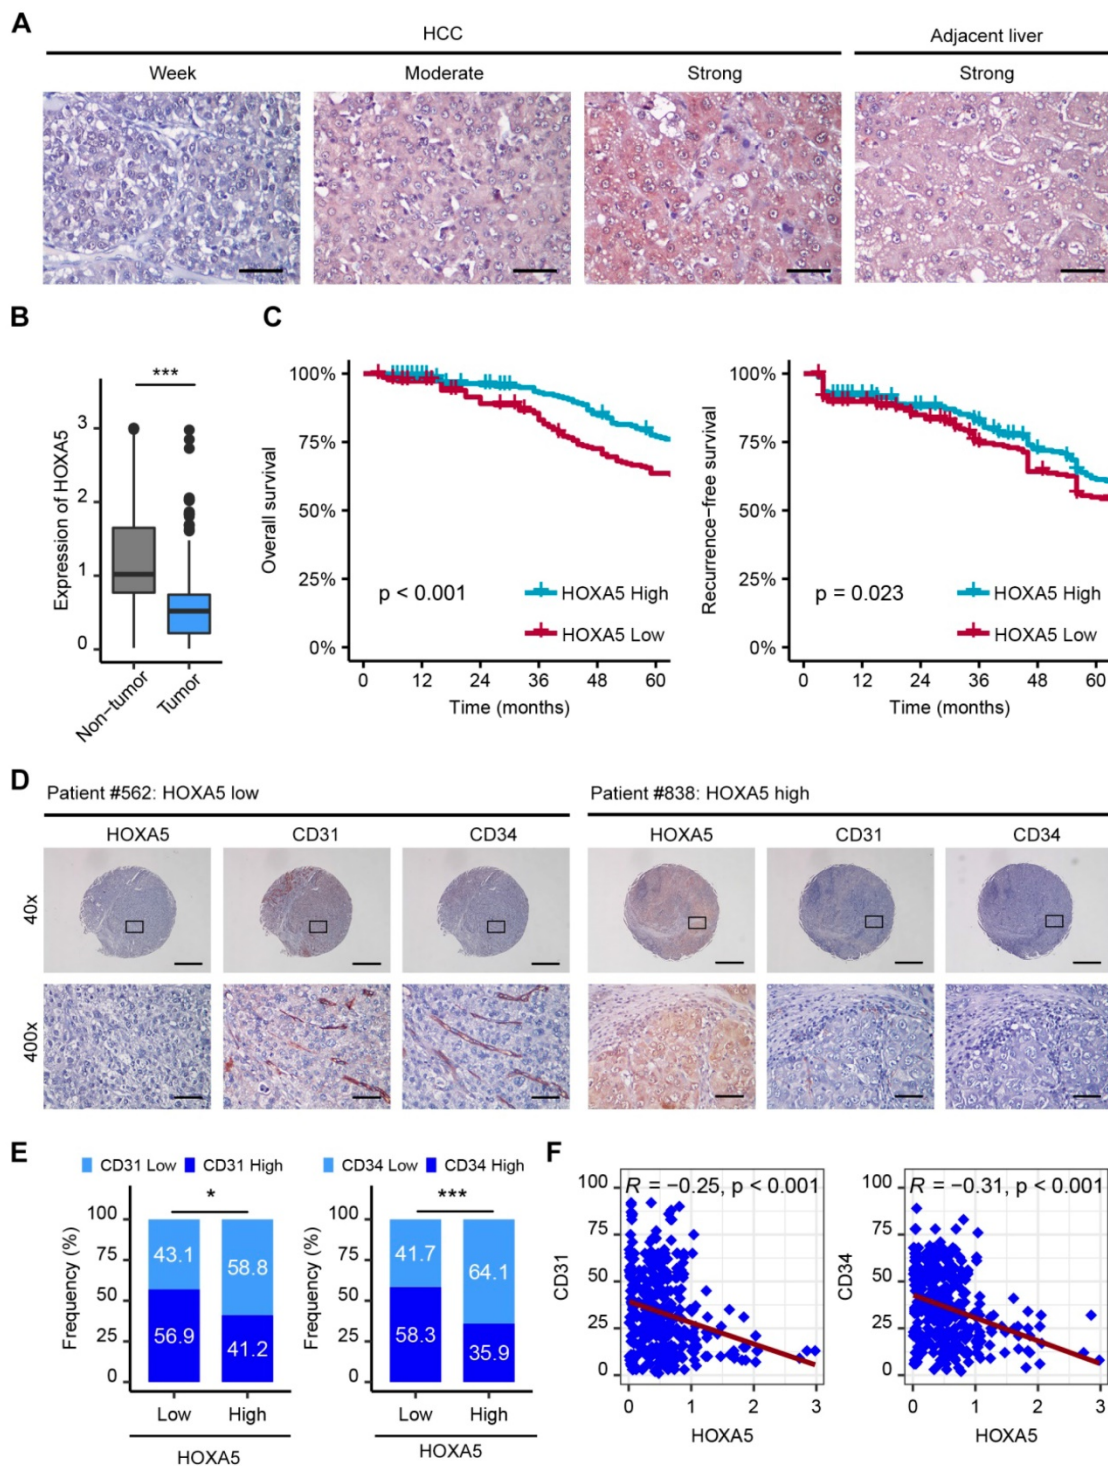 A
HCC
Adjacent liver
Week
Moderate
Strong
Strong
B
***
Expression of HOXA5
3
2
1
0
Non-tumor
Tumor
C
Overall survival
100%
75%
50%
25%
0%
p < 0.001
HOXA5 High
HOXA5 Low
0 12 24 36 48 60
Time (months)
Recurrence-free survival
100%
75%
50%
25%
0%
p = 0.023
HOXA5 High
HOXA5 Low
0 12 24 36 48 60
Time (months)
D
Patient #562: HOXA5 low
Patient #838: HOXA5 high
HOXA5
CD31
CD34
HOXA5
CD31
CD34
40x
400x
E
CD31 Low
CD31 High
*
Frequency (%)
100
75
50
25
0
43.1
58.8
56.9
41.2
Low
High
HOXA5
CD34 Low
CD34 High
***
Frequency (%)
100
75
50
25
0
41.7
64.1
58.3
35.9
Low
High
HOXA5
F
R = −0.25, p < 0.001
CD31
100
75
50
25
0
0 1 2 3
HOXA5
R = −0.31, p < 0.001
CD34
100
75
50
25
0
0 1 2 3
HOXA5